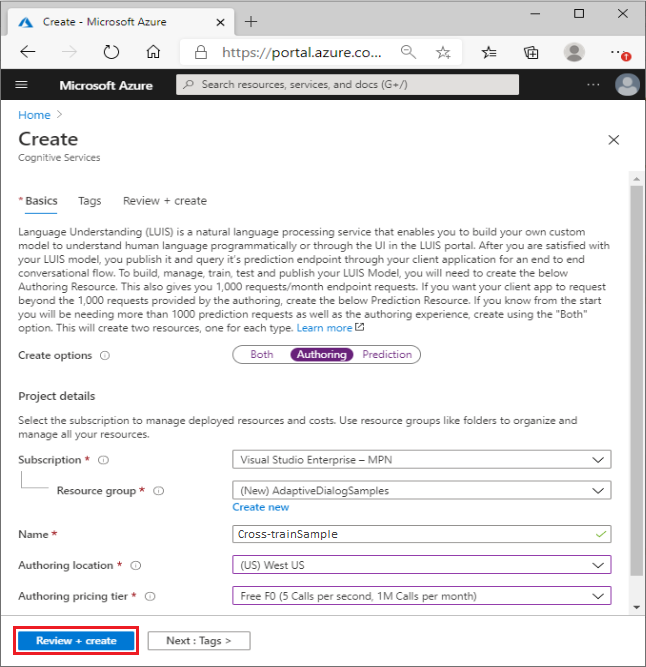 Create - Microsoft Azure
https://portal.azure.co...
Microsoft Azure
Search resources, services, and docs (G+/)
Home
Create
Cognitive Services
* Basics Tags Review + create
Language Understanding (LUIS) is a natural language processing service that enables you to build your own custom
model to understand human language programmatically or through the UI in the LUIS portal. After you are satisfied with
your LUIS model, you publish it and query it's prediction endpoint through your client application for an end to end
conversational flow. To build, manage, train, test and publish your LUIS Model, you will need to create the below
Authoring Resource. This also gives you 1,000 requests/month endpoint requests. If you want your client app to request
beyond the 1,000 requests provided by the authoring, create the below Prediction Resource. If you know from the start
you will be needing more than 1000 prediction requests as well as the authoring experience, create using the "Both"
option. This will create two resources, one for each type. Learn more
Create options Both Authoring Prediction
Project details
Select the subscription to manage deployed resources and costs. Use resource groups like folders to organize and
manage all your resources.
Subscription * Visual Studio Enterprise – MPN
Resource group * (New) AdaptiveDialogSamples
Create new
Name * Cross-trainSample
Authoring location * (US) West US
Authoring pricing tier * Free F0 (5 Calls per second, 1M Calls per month)
Review + create Next : Tags >